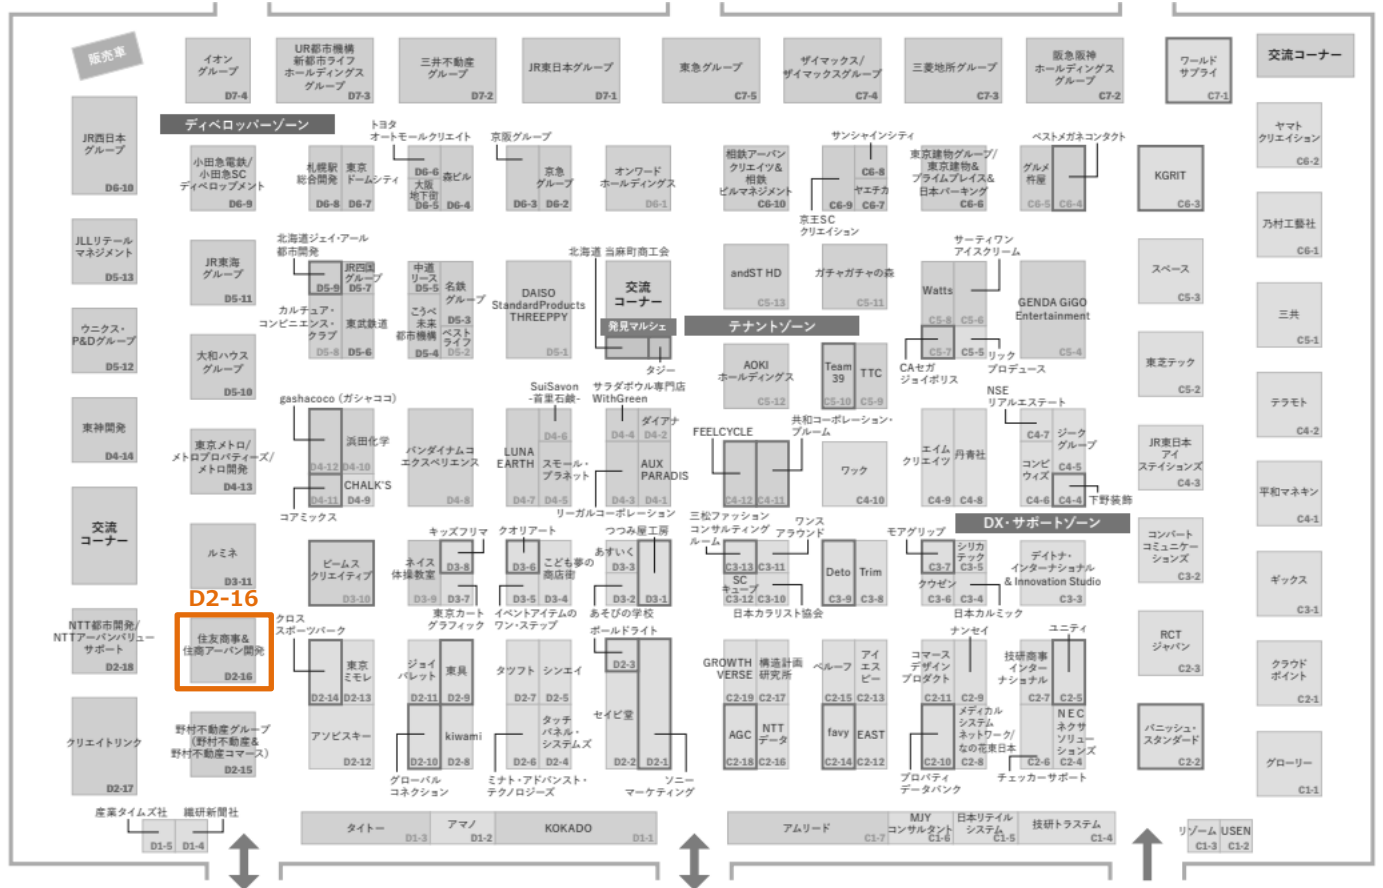 販売車
イオン
グループ
D7-4
UR都市機構
新都市ライフ
ホールディングス
グループ
D7-3
三井不動産
グループ
D7-2
JR東日本グループ
D7-1
東急グループ
C7-5
ザイマックス/
ザイマックスグループ
C7-4
三菱地所グループ
C7-3
阪急阪神
ホールディングス
グループ
C7-2
ワールド
サプライ
C7-1
交流コーナー
JR西日本
グループ
D6-10
ディベロッパーゾーン
小田急電鉄/
小田急SC
ディベロップメント
D6-9
札幌駅
総合開発
D6-8
東京
ドームシティ
D6-7
トヨタ
オートモールクリエイト
D6-6
大阪
地下街
D6-5
森ビル
D6-4
京阪グループ
D6-3
京急
グループ
D6-2
オンワード
ホールディングス
D6-1
相鉄アーバン
クリエイツ&
相鉄
ビルマネジメント
C6-10
サンシャインシティ
C6-8
ヤエチカ
C6-9
C6-7
京王SC
クリエイション
東京建物グループ/
東京建物&
プライムプレイス&
日本パーキング
C6-6
ベストメガネコンタクト
グルメ
杵屋
C6-5
C6-4
KGRIT
C6-3
ヤマト
クリエイション
C6-2
乃村工藝社
C6-1
JLLリテール
マネジメント
D5-13
JR東海
グループ
D5-11
北海道ジェイ・アール
都市開発
D5-9
JR四国
グループ
D5-7
カルチュア・
コンビニエンス・
クラブ
D5-8
東武鉄道
D5-6
中道
リース
D5-5
こうべ
未来
都市機構
D5-4
名鉄
グループ
D5-3
ベスト
ライフ
D5-2
DAISO
StandardProducts
THREEPPY
D5-1
北海道 当麻町商工会
交流
コーナー
発見マルシェ
タジー
テナントゾーン
andST HD
C5-13
ガチャガチャの森
C5-11
サーティワン
アイスクリーム
Watts
C5-8
C5-6
C5-7
C5-5
CAセガ
ジョイポリス
リック
プロデュース
GENDA GiGO
Entertainment
C5-4
スペース
C5-3
三共
C5-1
ウニクス・
P&Dグループ
D5-12
大和ハウス
グループ
D5-10
AOKI
ホールディングス
C5-12
Team
39
C5-10
TTC
C5-9
東芝テック
C5-2
東神開発
D4-14
東京メトロ/
メトロプロパティーズ/
メトロ開発
D4-13
gashacoco (ガシャココ)
D4-12
浜田化学
D4-10
D4-11
CHALK'S
D4-9
コアミックス
バンダイナムコ
エクスペリエンス
D4-8
SuiSavon
-首里石鹸-
LUNA
EARTH
D4-7
D4-6
スモール・
プラネット
D4-5
サラダボウル専門店
WithGreen
D4-4
ダイアナ
D4-2
AUX
PARADIS
D4-3
D4-1
リーガルコーポレーション
FEELCYCLE
C4-12
C4-11
共和コーポレーション・
プルーム
ワック
C4-10
エイム
クリエイツ
C4-9
丹青社
C4-8
NSE
リアルエステート
C4-7
ジーク
グループ
C4-5
コンビ
ウィズ
C4-6
C4-4
下野装飾
JR東日本
アイ
ステイションズ
C4-3
テラモト
C4-2
平和マネキン
C4-1
DX・サポートゾーン
交流
コーナー
ルミネ
D3-11
ビームス
クリエイティブ
D3-10
キッズフリマ
ネイス
体操教室
D3-9
D3-8
D3-7
東京カート
グラフィック
クオリアート
D3-6
こども夢の
商店街
D3-5
D3-4
イベントアイテムの
ワン・ステップ
つつみ屋工房
あすいく
D3-3
D3-2
D3-1
あそびの学校
三松ファッション
コンサルティング
ルーム
C3-13
SC
キューブ
C3-12
ワンス
アラウンド
C3-11
C3-10
日本カラリスト協会
Deto
C3-9
Trim
C3-8
モアグリップ
C3-7
シリカ
テック
C3-5
クウゼン
C3-6
C3-4
日本カルミック
デイトナ・
インターナショナル
& Innovation Studio
C3-3
コンバート
コミュニケー
ションズ
C3-2
ギックス
C3-1
D2-16
NTT都市開発/
NTTアーバンバリュー
サポート
D2-18
住友商事&
住商アーバン開発
D2-16
クロス
スポーツパーク
D2-14
東京
ミモレ
D2-13
アソビスキー
D2-12
ジョイ
パレット
D2-11
東具
D2-9
D2-10
kiwami
D2-8
グローバル
コネクション
タツフト
D2-7
シンエイ
D2-5
D2-6
タッチ
パネル・
システムズ
D2-4
ミナト・アドバンスト・
テクノロジーズ
ボールドライト
D2-3
セイビ堂
D2-2
D2-1
ソニー
マーケティング
GROWTH
VERSE
C2-19
構造計画
研究所
C2-17
AGC
C2-18
NTT
データ
C2-16
ベルーフ
C2-15
アイ
エス
ピー
C2-13
favy
C2-14
EAST
C2-12
コマース
デザイン
プロダクト
C2-11
ナンセイ
C2-9
メディカル
システム
ネットワーク/
なの花東日本
C2-10
C2-8
プロパティ
データバンク
技研商事
インター
ナショナル
C2-7
ユニティ
C2-5
NEC
ネクサ
ソリュー
ションズ
C2-6
C2-4
チェッカーサポート
RCT
ジャパン
C2-3
クラウド
ポイント
C2-1
クリエイトリンク
D2-17
野村不動産グループ
(野村不動産&
野村不動産コマース)
D2-15
バニッシュ・
スタンダード
C2-2
グローリー
C1-1
産業タイムズ社
繊研新聞社
D1-5
D1-4
タイトー
D1-3
アマノ
D1-2
KOKADO
D1-1
アムリード
C1-7
MJY
コンサルタント
C1-6
日本リテイル
システム
C1-5
技研トラステム
C1-4
リゾーム
C1-3
USEN
C1-2